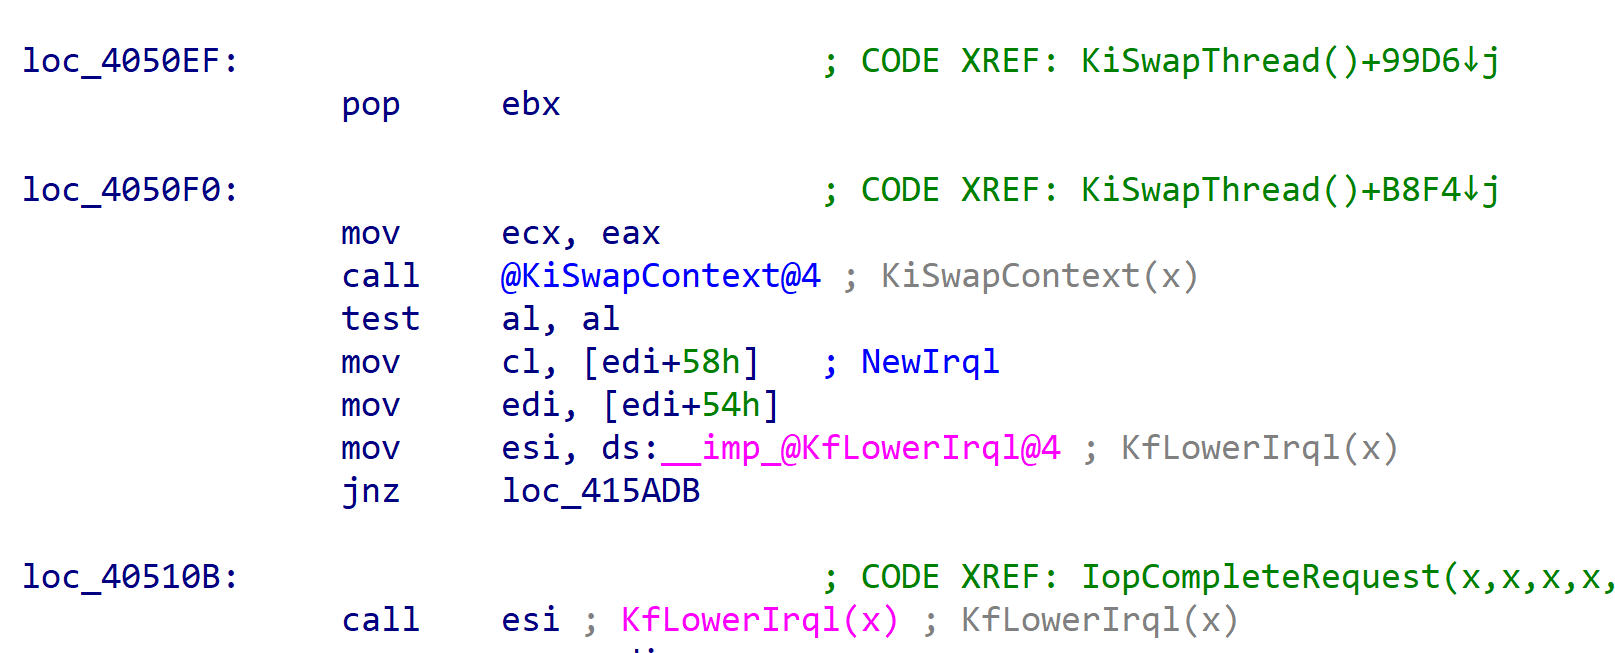 loc_4050EF: ; CODE XREF: KiSwapThread()+99D6↓j
pop ebx
loc_4050F0: ; CODE XREF: KiSwapThread()+B8F4↓j
mov ecx, eax
call @KiSwapContext@4 ; KiSwapContext(x)
test al, al
mov cl, [edi+58h] ; NewIrql
mov edi, [edi+54h]
mov esi, ds:__imp_@KfLowerIrql@4 ; KfLowerIrql(x)
jnz loc_415ADB
loc_40510B: ; CODE XREF: IopCompleteRequest(x,x,x,x,
call esi ; KfLowerIrql(x) ; KfLowerIrql(x)